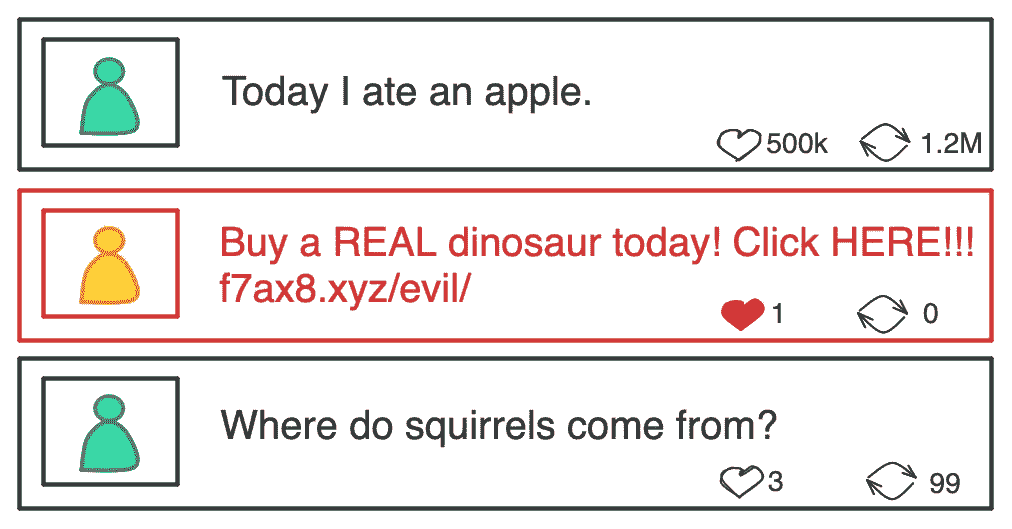 Today I ate an apple.
500k 1.2M
Buy a REAL dinosaur today! Click HERE!!!
f7ax8.xyz/evil/
1 0
Where do squirrels come from?
3 99